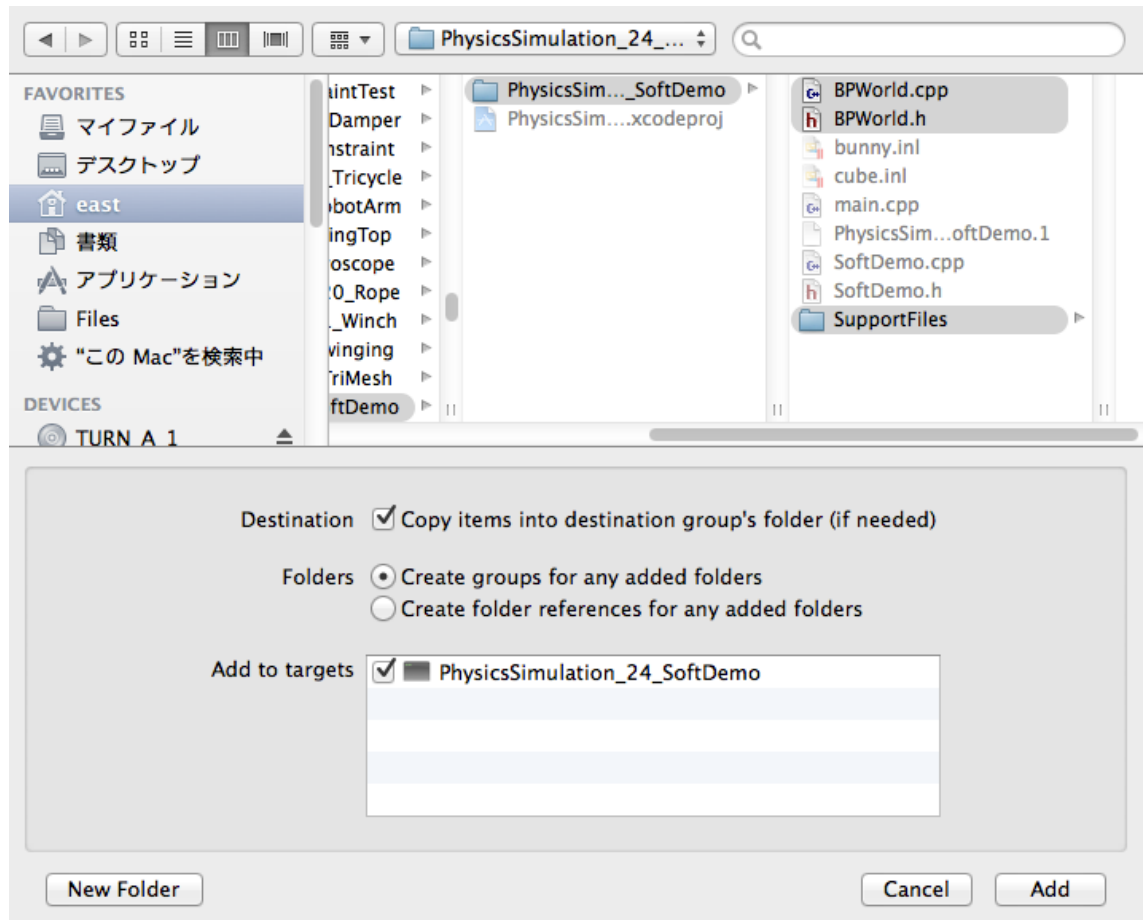 PhysicsSimulation_24_...
FAVORITES
マイファイル
デスクトップ
east
書類
アプリケーション
Files
"この Mac"を検索中
DEVICES
TURN A 1
aintTest
Damper
nstraint
_Tricycle
obotArm
ingTop
roscope
20_Rope
_Winch
winging
TriMesh
ftDemo
PhysicsSim..._SoftDemo
PhysicsSim....xcodeproj
BPWorld.cpp
BPWorld.h
bunny.inl
cube.inl
main.cpp
PhysicsSim...oftDemo.1
SoftDemo.cpp
SoftDemo.h
SupportFiles
Destination Copy items into destination group's folder (if needed)
Folders Create groups for any added folders
Create folder references for any added folders
Add to targets PhysicsSimulation_24_SoftDemo
New Folder Cancel Add